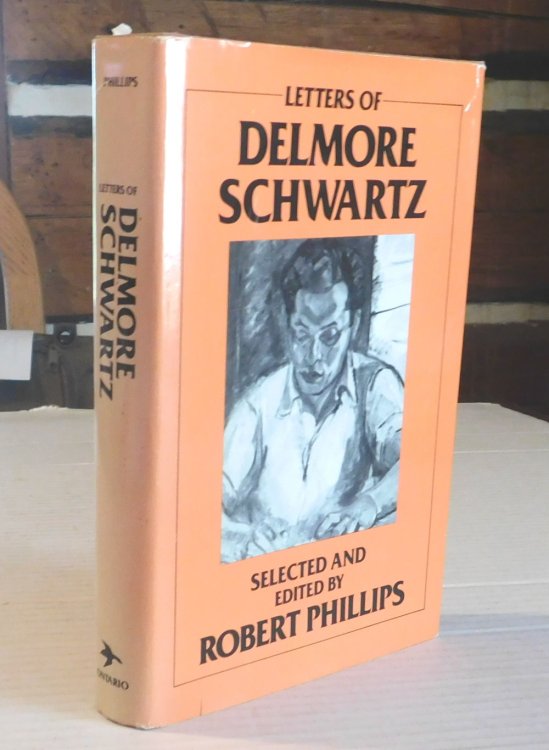 PHILLIPS
LETTERS OF
DELMORE
SCHWARTZ
ONTARIO
LETTERS OF
DELMORE
SCHWARTZ
SELECTED AND
EDITED BY
ROBERT PHILLIPS